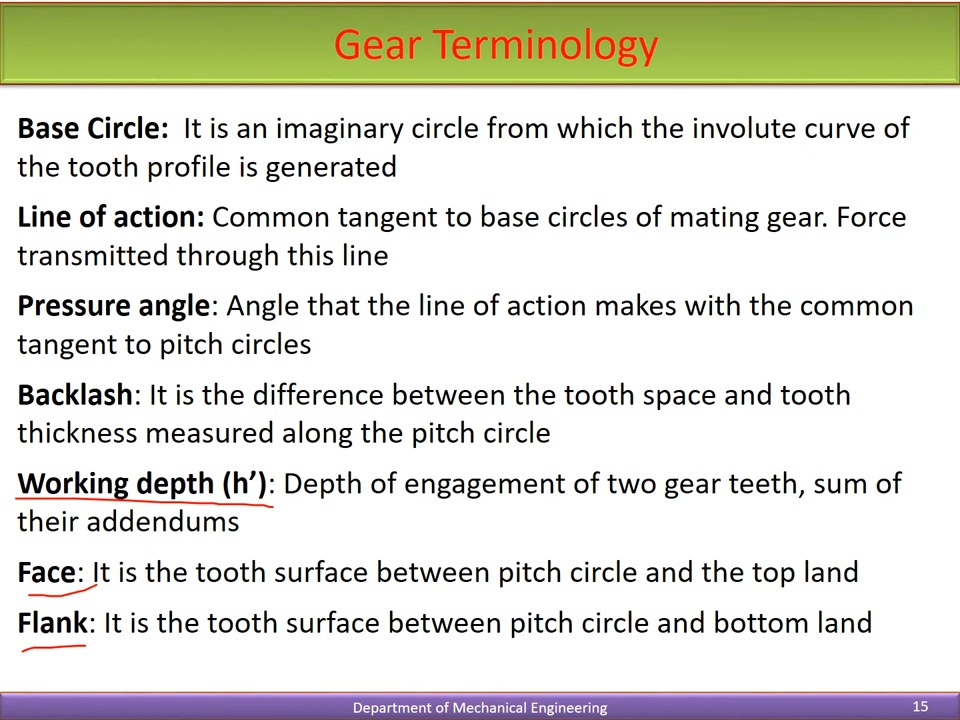 Gear Terminology
Base Circle: It is an imaginary circle from which the involute curve of
the tooth profile is generated
Line of action: Common tangent to base circles of mating gear. Force
transmitted through this line
Pressure angle: Angle that the line of action makes with the common
tangent to pitch circles
Backlash: It is the difference between the tooth space and tooth
thickness measured along the pitch circle
Working depth (h’): Depth of engagement of two gear teeth, sum of
their addendums
Face: It is the tooth surface between pitch circle and the top land
Flank: It is the tooth surface between pitch circle and bottom land
Department of Mechanical Engineering
15